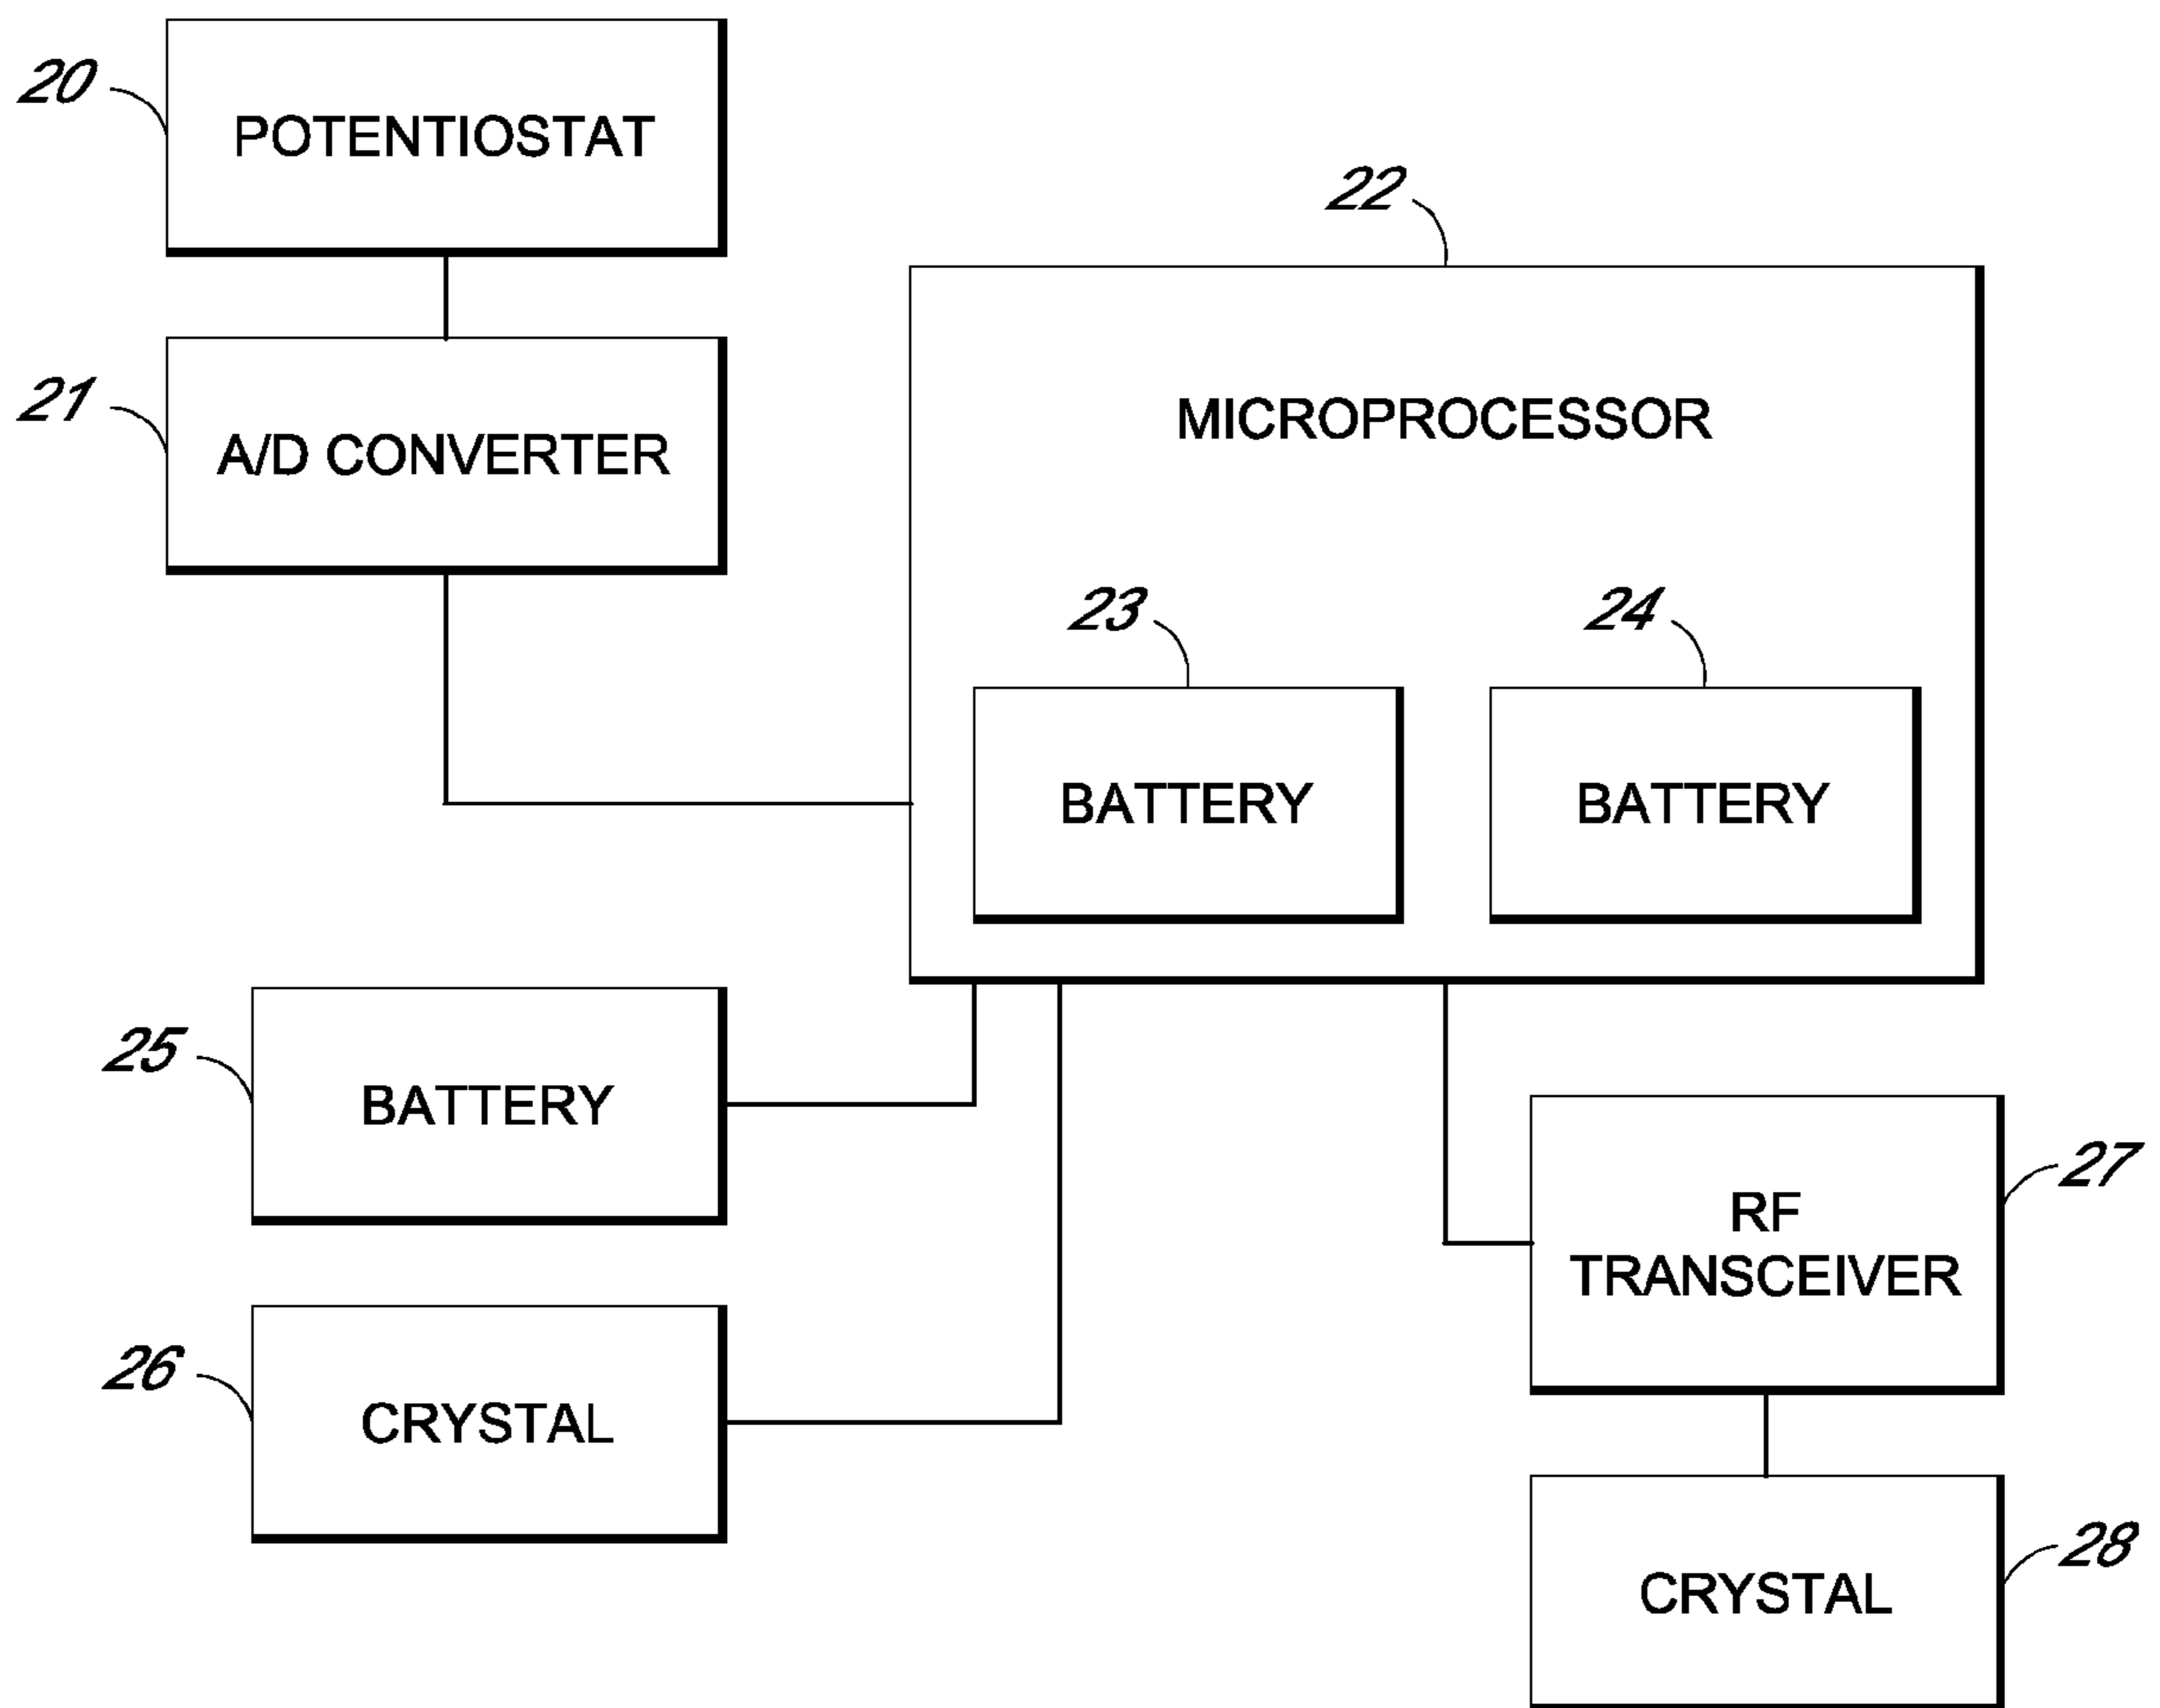 20
POTENTIOSTAT
21
A/D CONVERTER
22
MICROPROCESSOR
23
BATTERY
24
BATTERY
25
BATTERY
26
CRYSTAL
27
RF
TRANSCEIVER
28
CRYSTAL